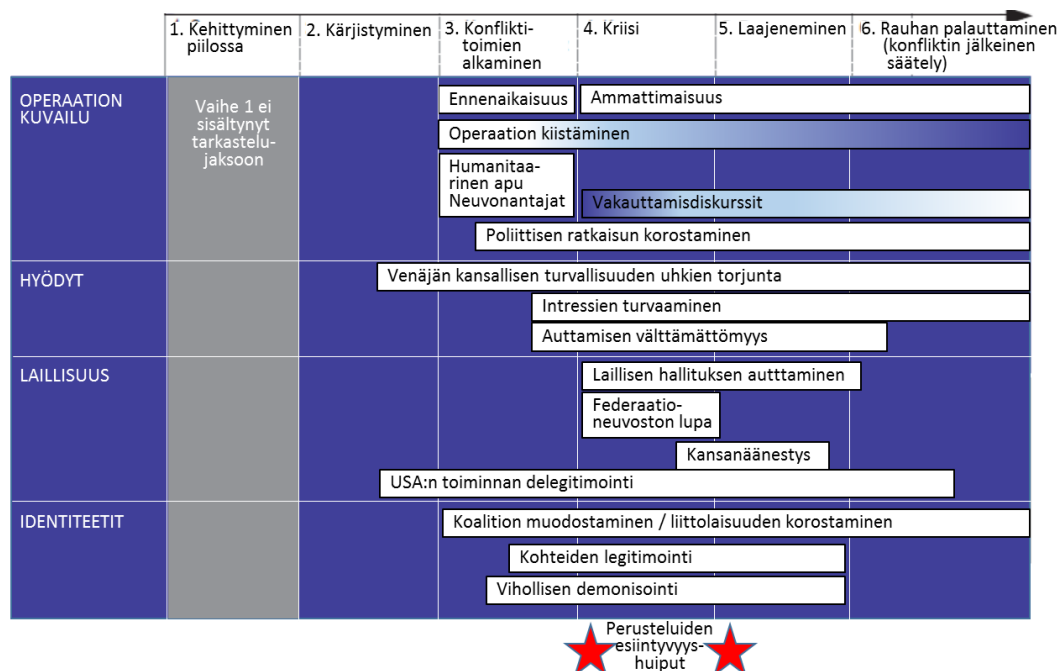 1. Kehittyminen
piilossa
2. Kärjistyminen
3. Konflikti-
toimien
alkaminen
4. Kriisi
5. Laajeneminen
6. Rauhan palauttaminen
(konfliktin jälkeinen
säätely)
OPERAATION
KUVAILU
Vaihe 1 ei
sisältynyt
tarkastelu-
jaksoon
Ennenaikaisuus
Ammattimaisuus
Operaation kiistäminen
Humanitaa-
rinen apu
Neuvonantajat
Vakauttamisdiskurssit
Poliittisen ratkaisun korostaminen
HYÖDYT
Venäjän kansallisen turvallisuuden uhkien torjunta
Intressien turvaaminen
Auttamisen välttämättömyys
LAILLISUUS
Laillisen hallituksen autttaminen
Federaatio-
neuvoston lupa
Kansanäänestys
USA:n toiminnan delegitimointi
IDENTITEETIT
Koalition muodostaminen / liittolaisuuden korostaminen
Kohteiden legitimointi
Vihollisen demonisointi
Perusteluiden
esiintyvyys-
huiput